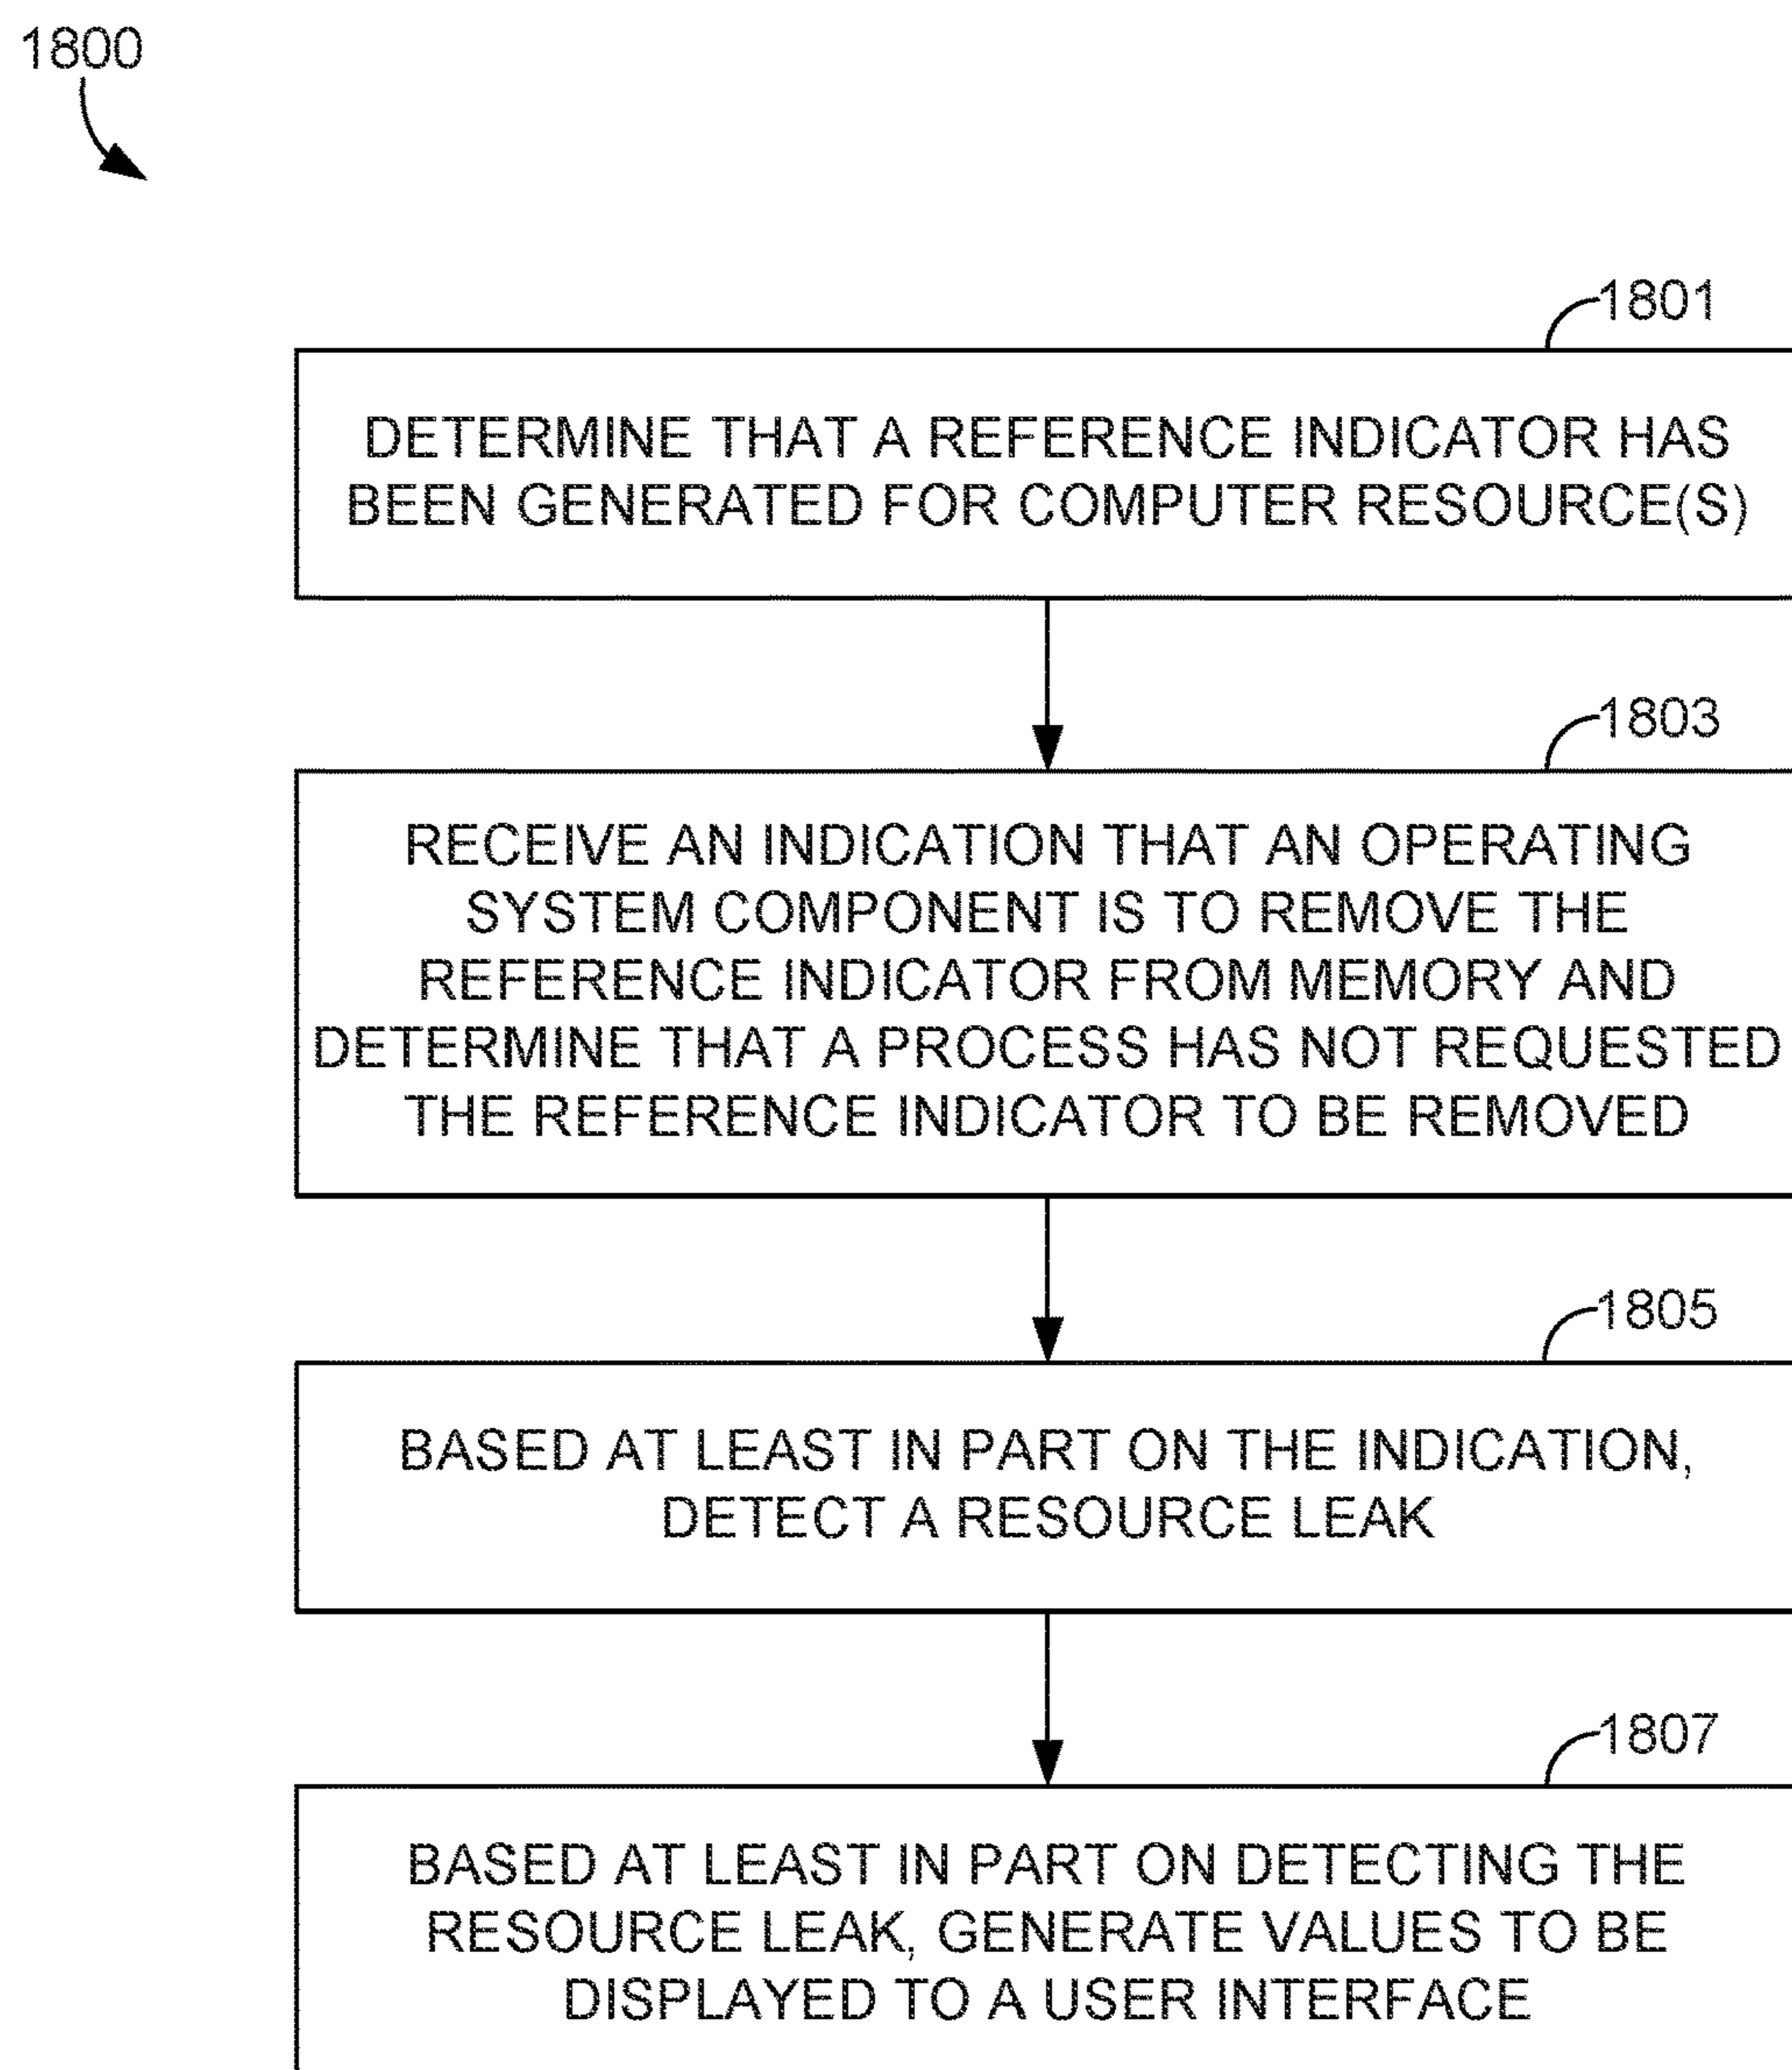 1800
1801
DETERMINE THAT A REFERENCE INDICATOR HAS
BEEN GENERATED FOR COMPUTER RESOURCE(S)
1803
RECEIVE AN INDICATION THAT AN OPERATING
SYSTEM COMPONENT IS TO REMOVE THE
REFERENCE INDICATOR FROM MEMORY AND
DETERMINE THAT A PROCESS HAS NOT REQUESTED
THE REFERENCE INDICATOR TO BE REMOVED
1805
BASED AT LEAST IN PART ON THE INDICATION,
DETECT A RESOURCE LEAK
1807
BASED AT LEAST IN PART ON DETECTING THE
RESOURCE LEAK, GENERATE VALUES TO BE
DISPLAYED TO A USER INTERFACE